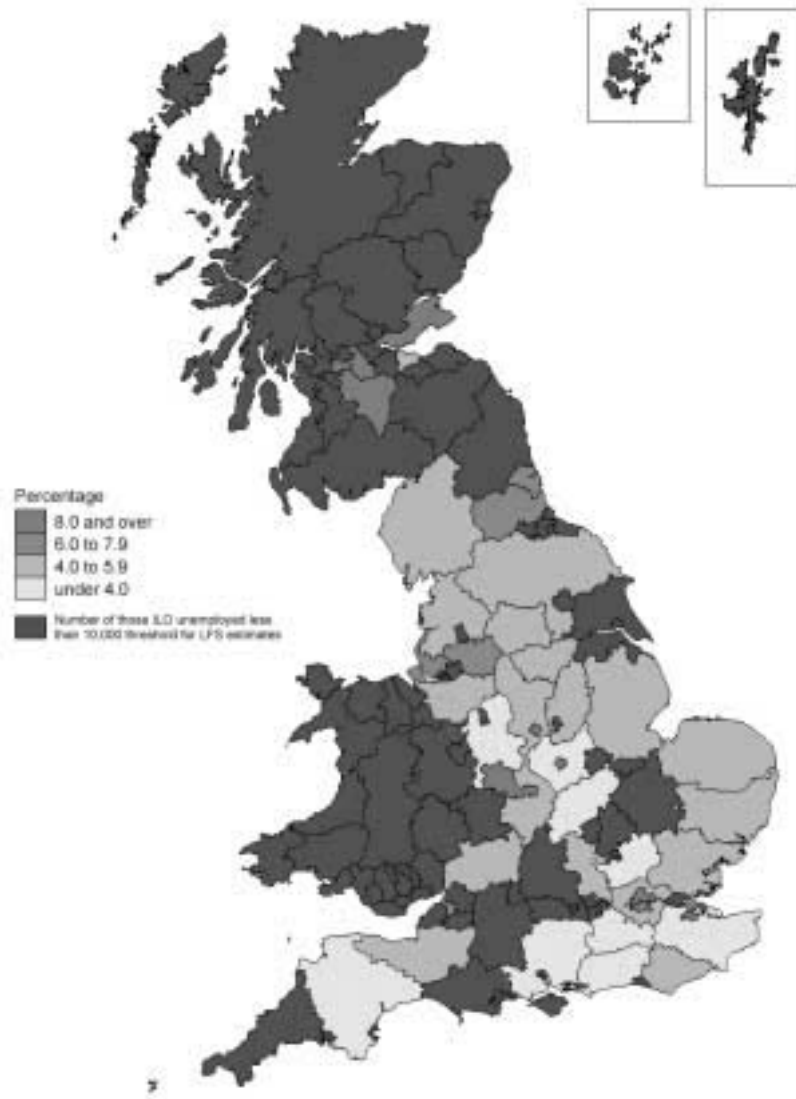 Percentage
8.0 and over
6.0 to 7.9
4.0 to 5.9
under 4.0
Number of those ILO unemployed less
than 10,000 threshold for LFS estimates